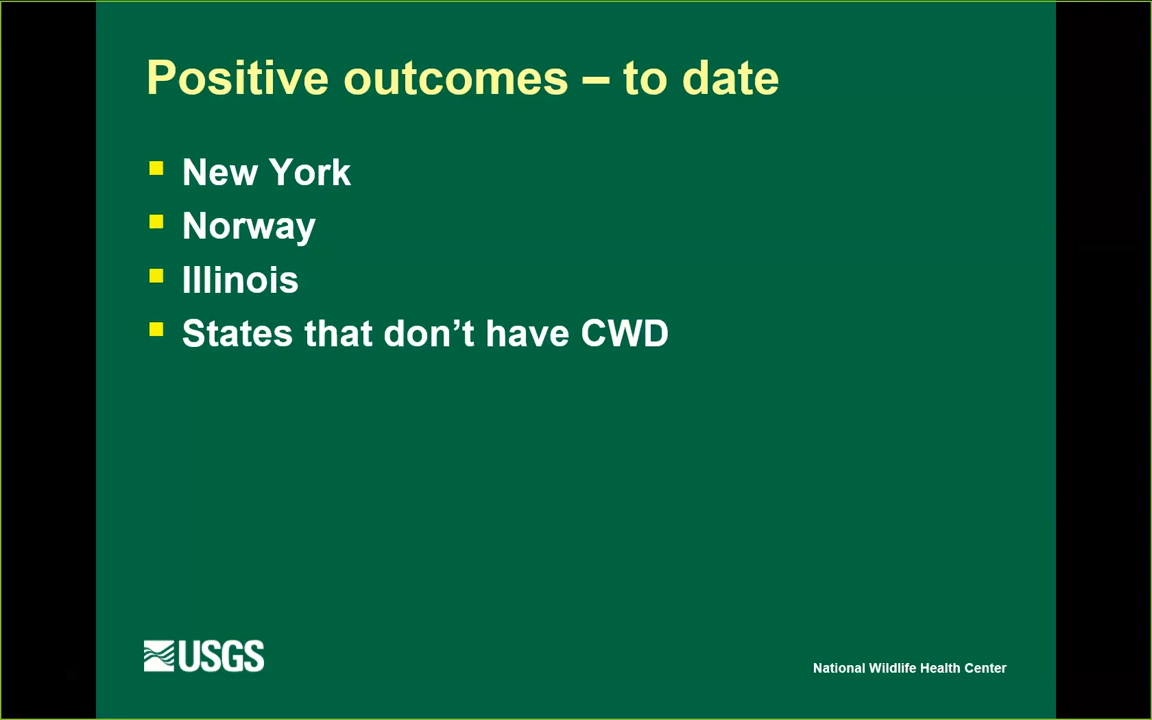 Positive outcomes – to date
New York
Norway
Illinois
States that don’t have CWD
USGS
National Wildlife Health Center